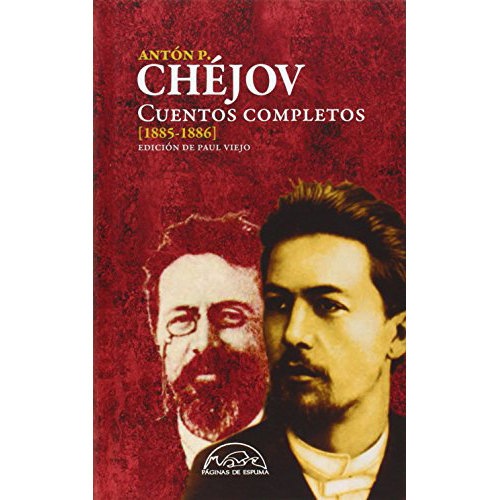 ANTÓN P.
CHÉJOV
CUENTOS COMPLETOS
[1885-1886]
EDICIÓN DE PAUL VIEJO
PÁGINAS DE ESPUMA